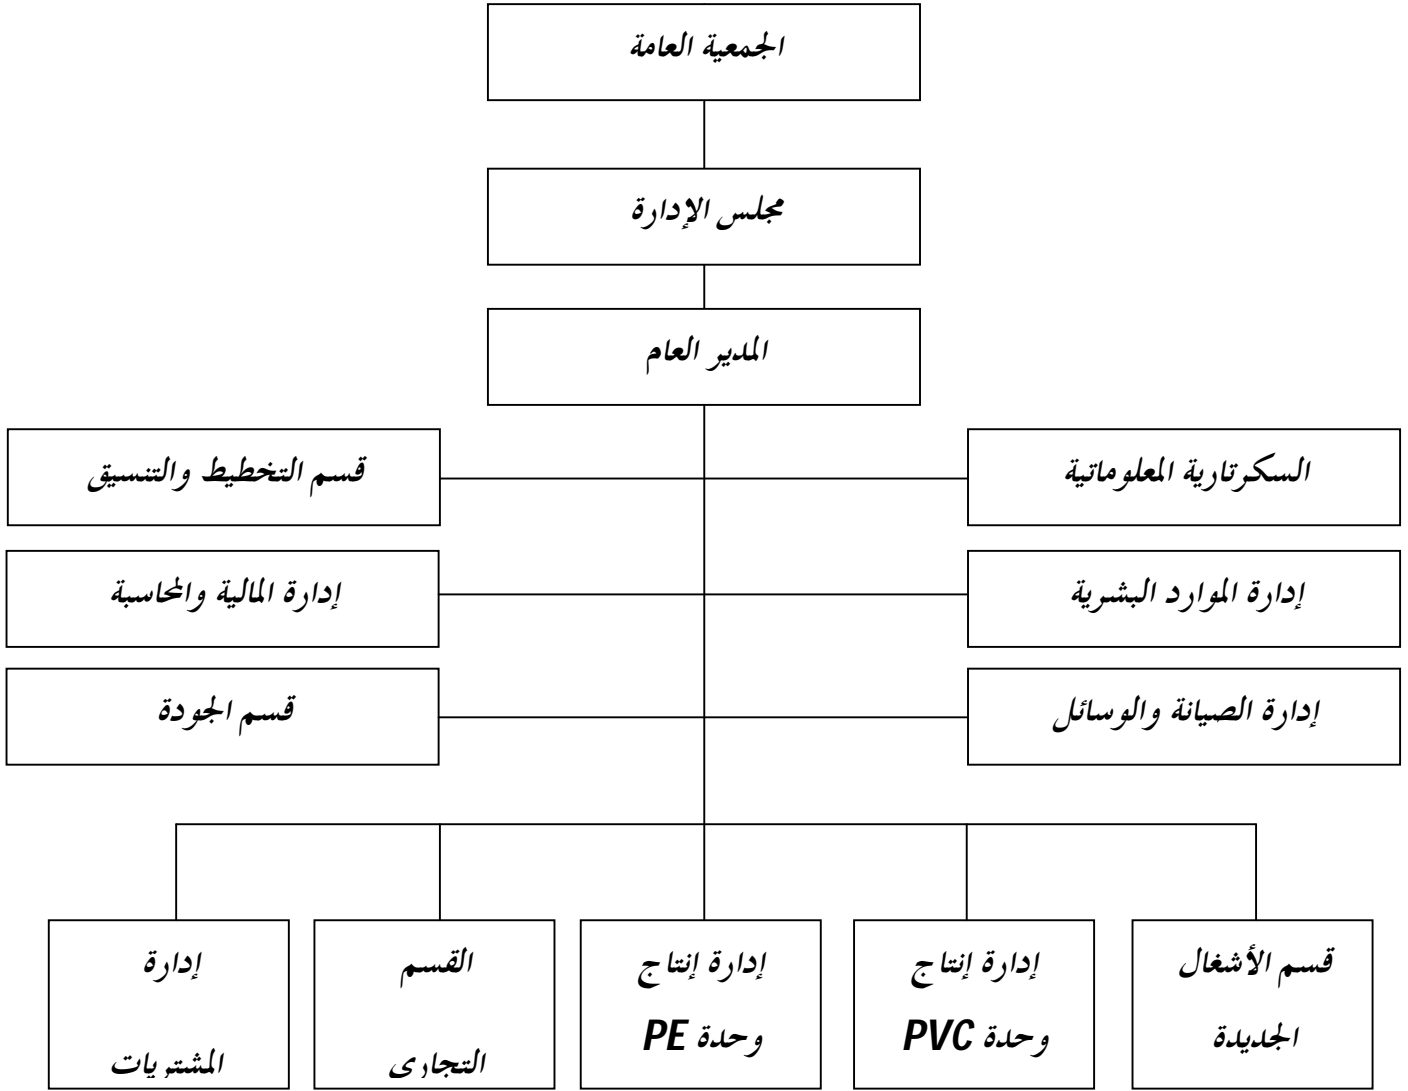 الجمعية العامة
مجلس الإدارة
المدير العام
السكرتارية المعلوماتية
قسم التخطيط والتنسيق
إدارة الموارد البشرية
إدارة المالية والمحاسبة
إدارة الصيانة والوسائل
قسم الجودة
قسم الأشغال
الجديدة
إدارة إنتاج
وحدة PVC
إدارة إنتاج
وحدة PE
القسم
التجاري
إدارة
المشتريات